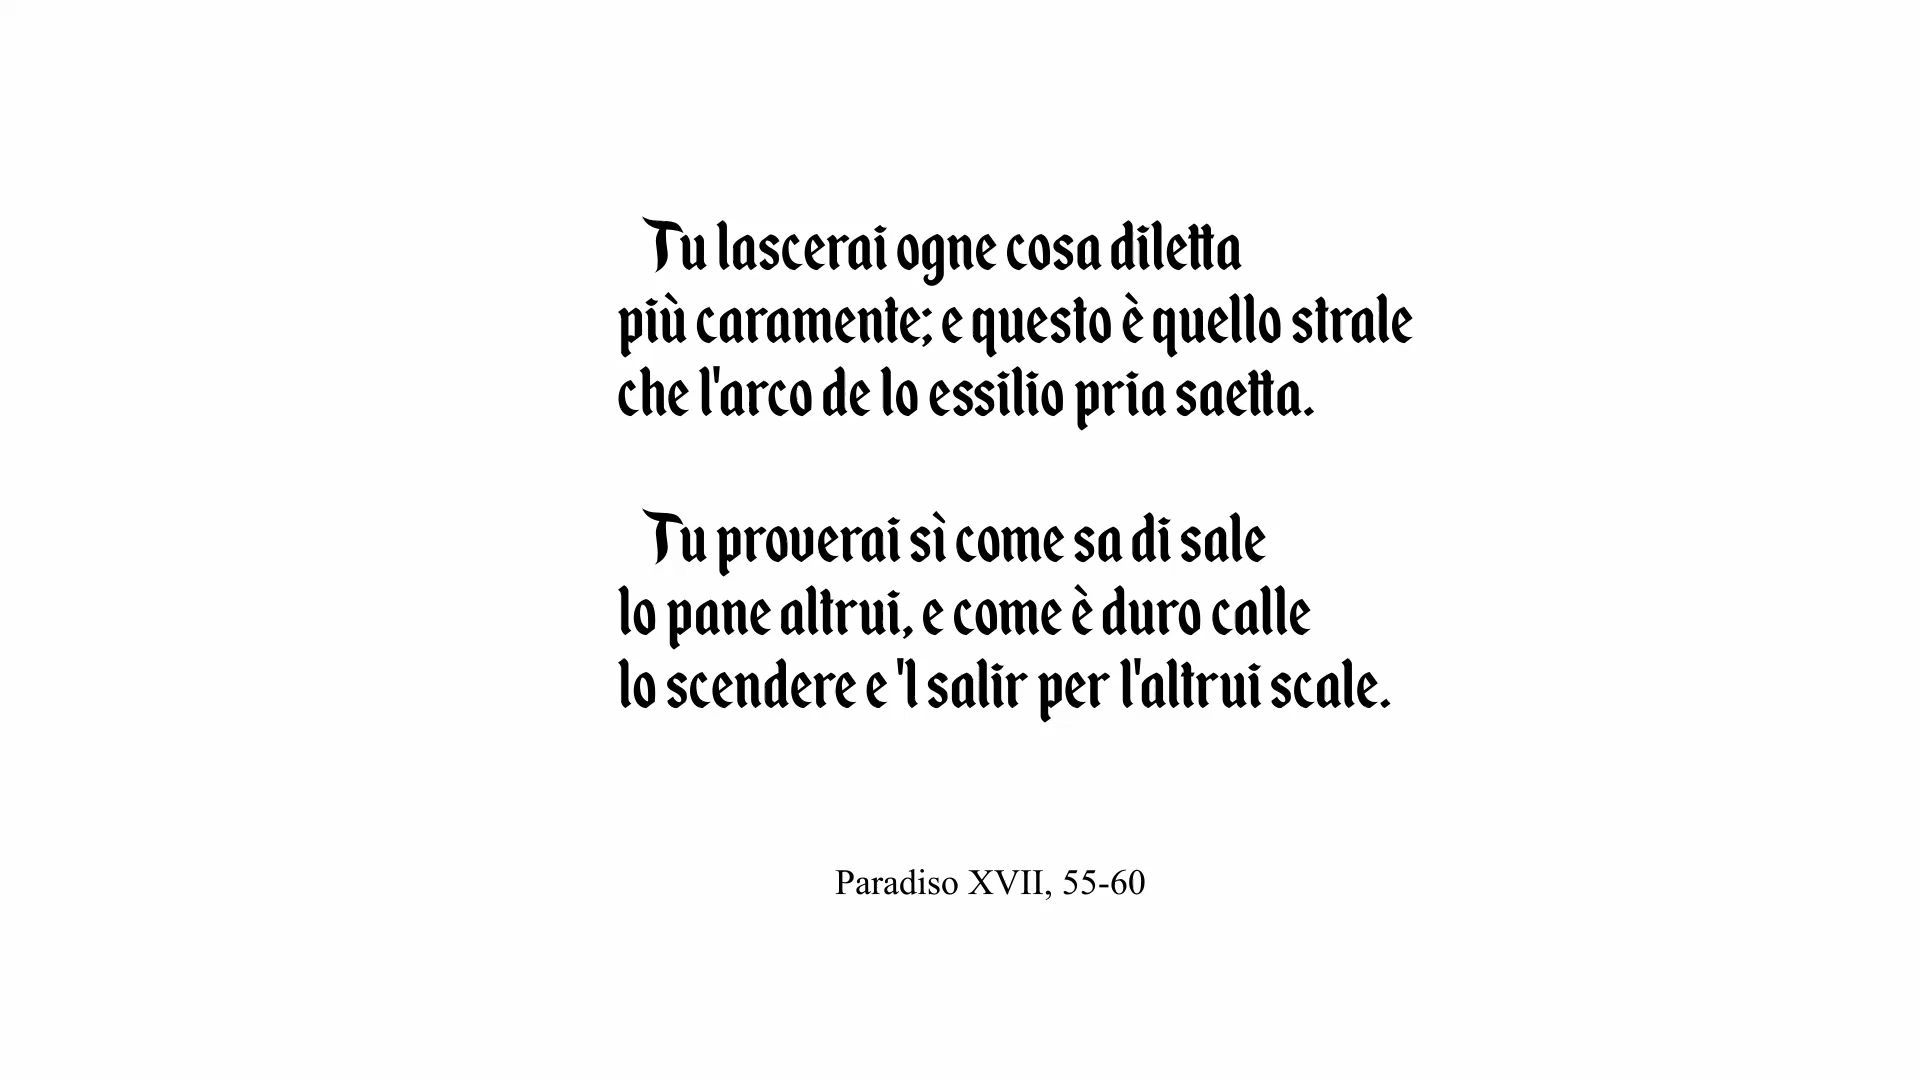 Tu lascerai ogne cosa diletta
più caramente; e questo è quello strale
che l'arco de lo essilio pria saetta.
Tu proverai sì come sa di sale
lo pane altrui, e come è duro calle
lo scendere e 'l salir per l'altrui scale.
Paradiso XVII, 55-60